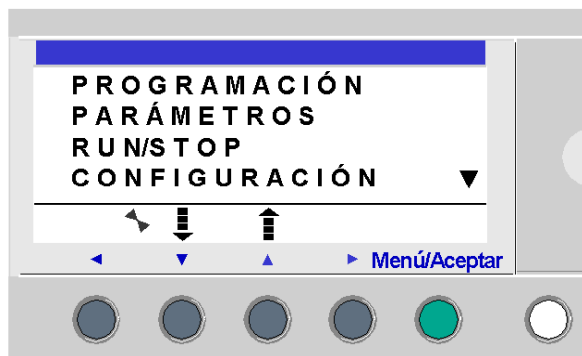 PROGRAMACIÓN
PARÁMETROS
RUN/STOP
CONFIGURACIÓN
Menú/Aceptar